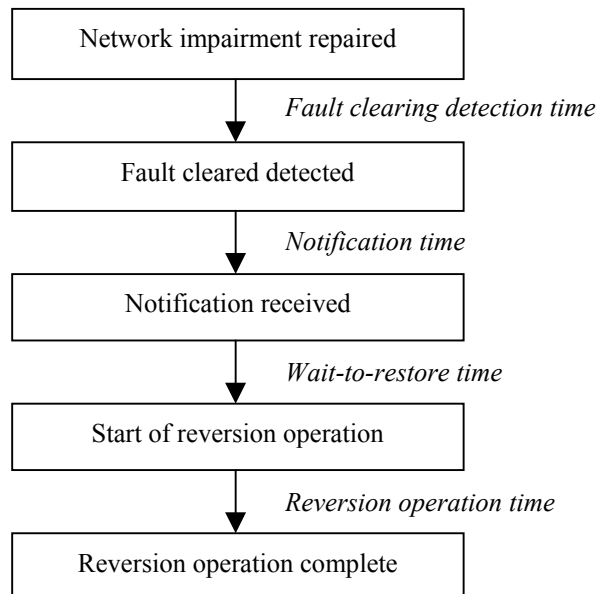 Network impairment repaired
Fault clearing detection time
Fault cleared detected
Notification time
Notification received
Wait-to-restore time
Start of reversion operation
Reversion operation time
Reversion operation complete